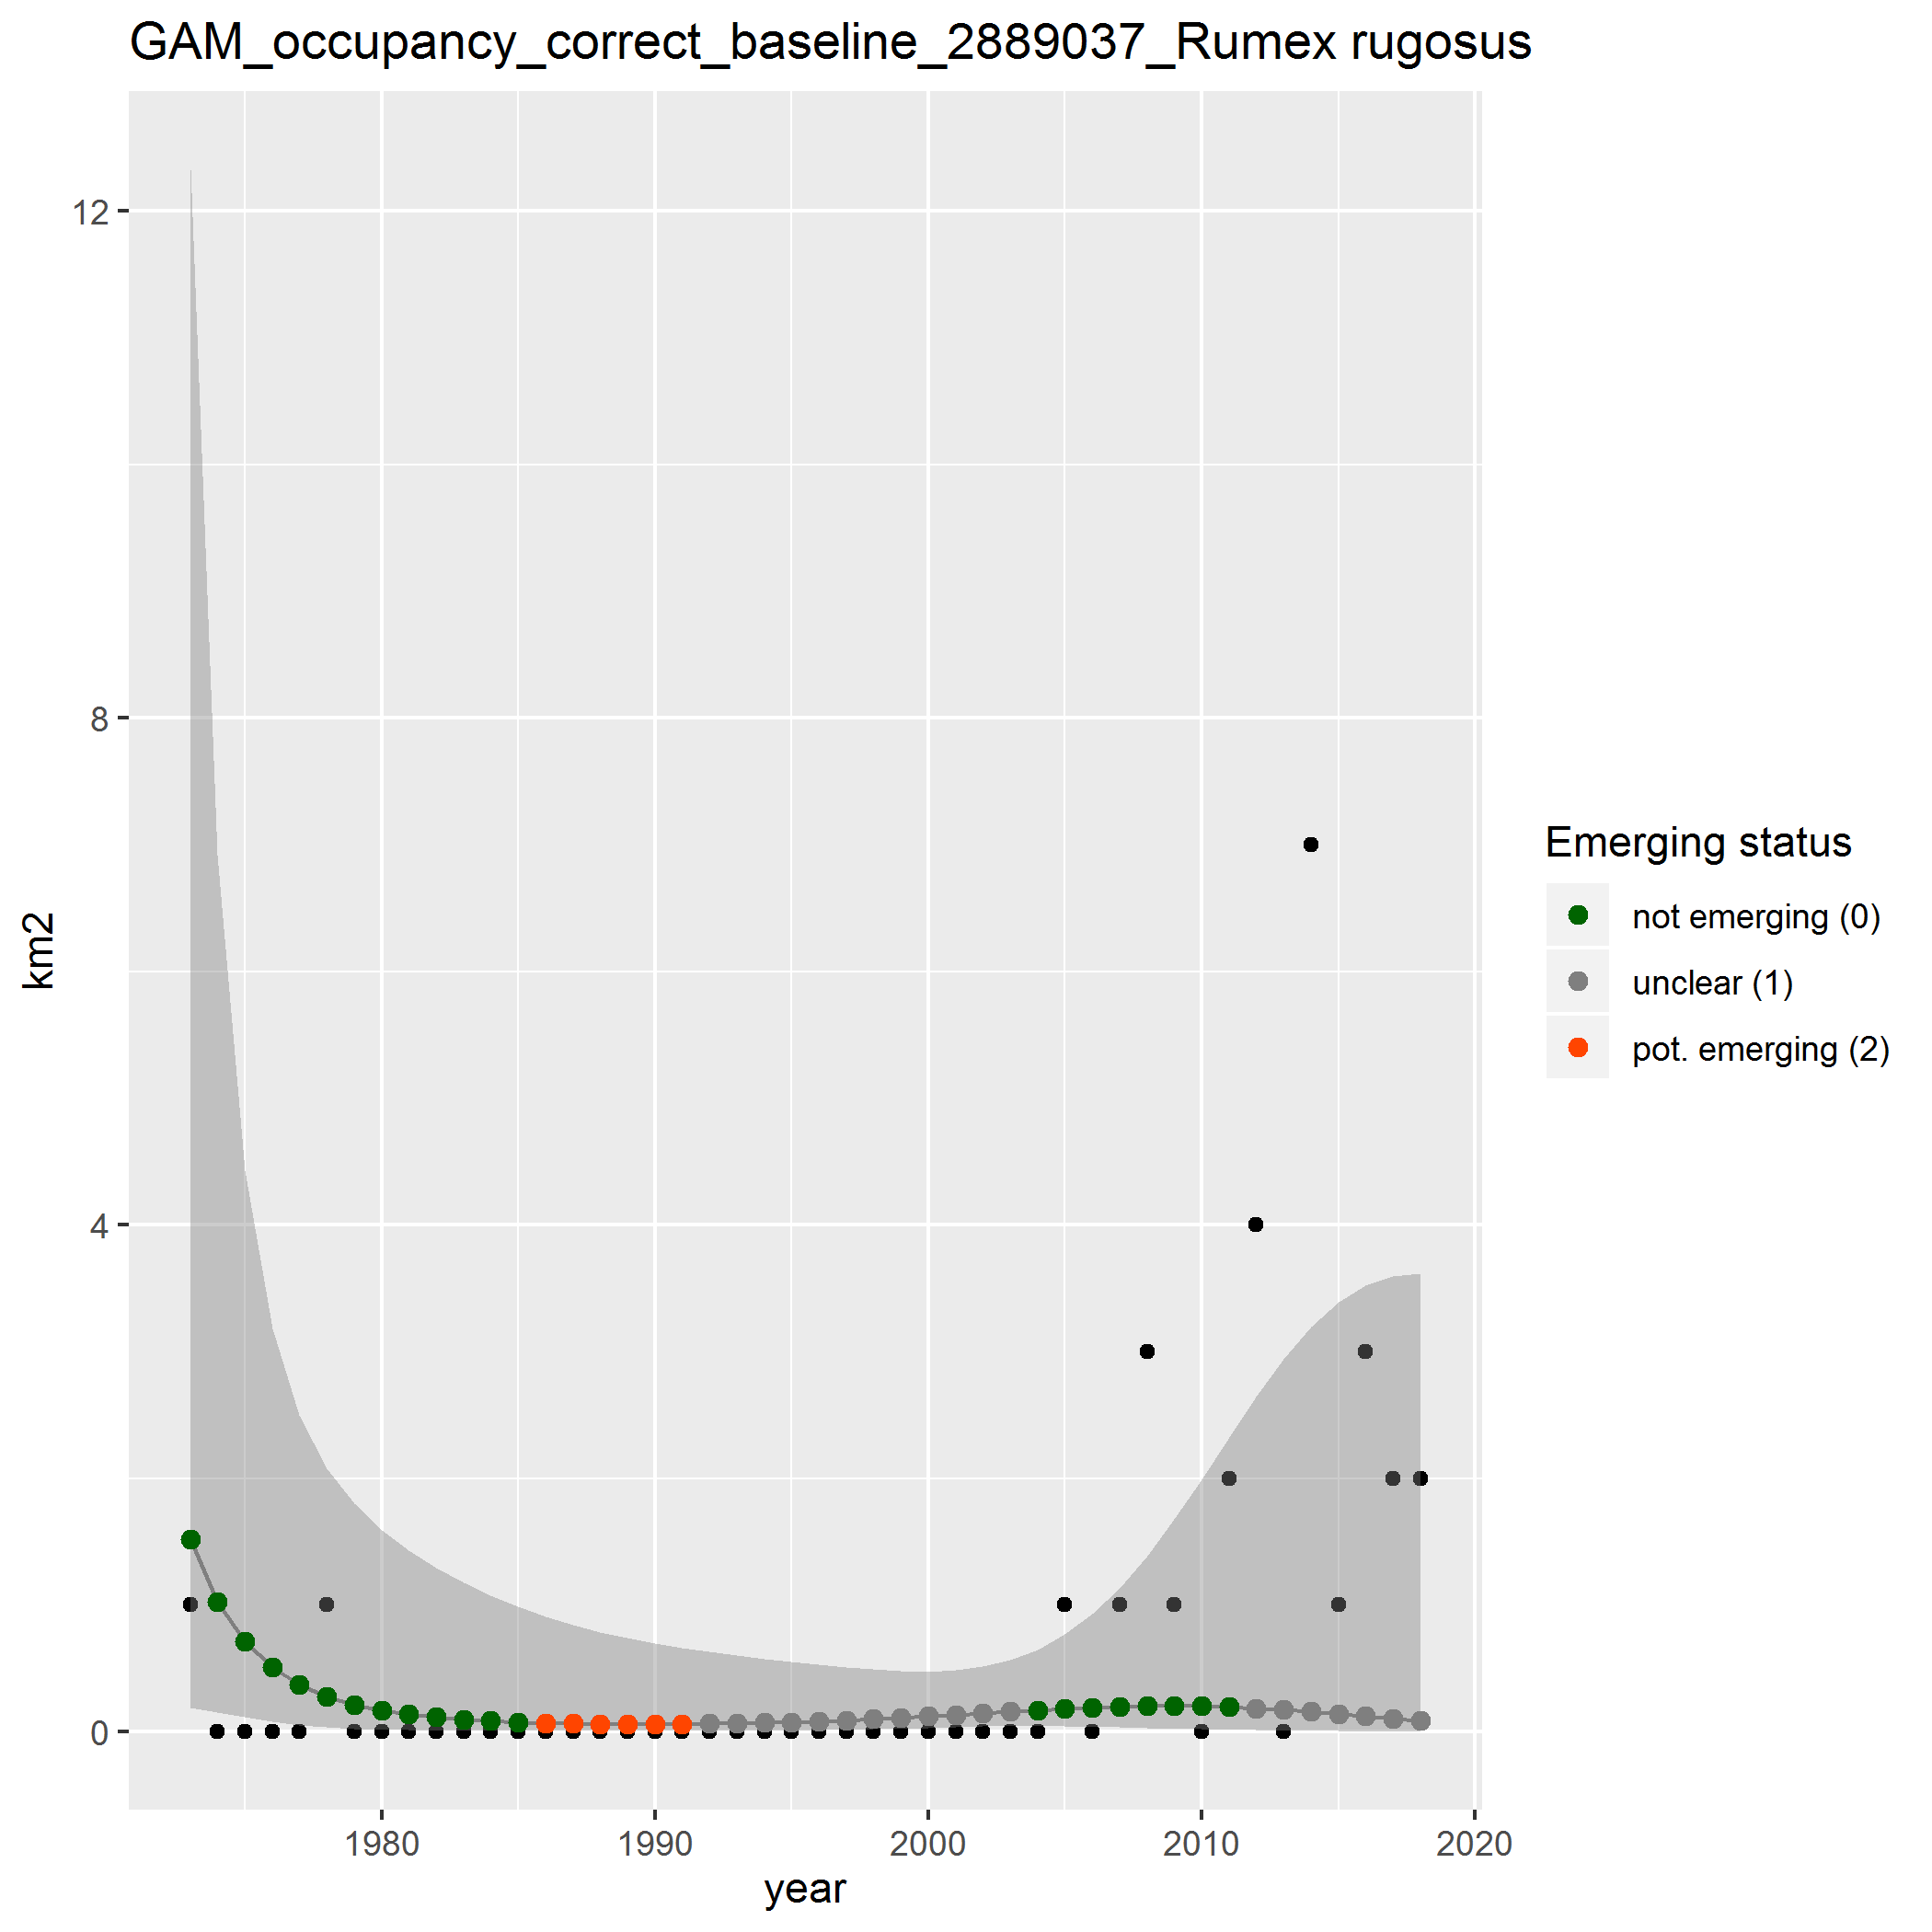 GAM_occupancy_correct_baseline_2889037_Rumex rugosus
12
8
4
0
km2
1980
1990
2000
2010
2020
year
Emerging status
not emerging (0)
unclear (1)
pot. emerging (2)